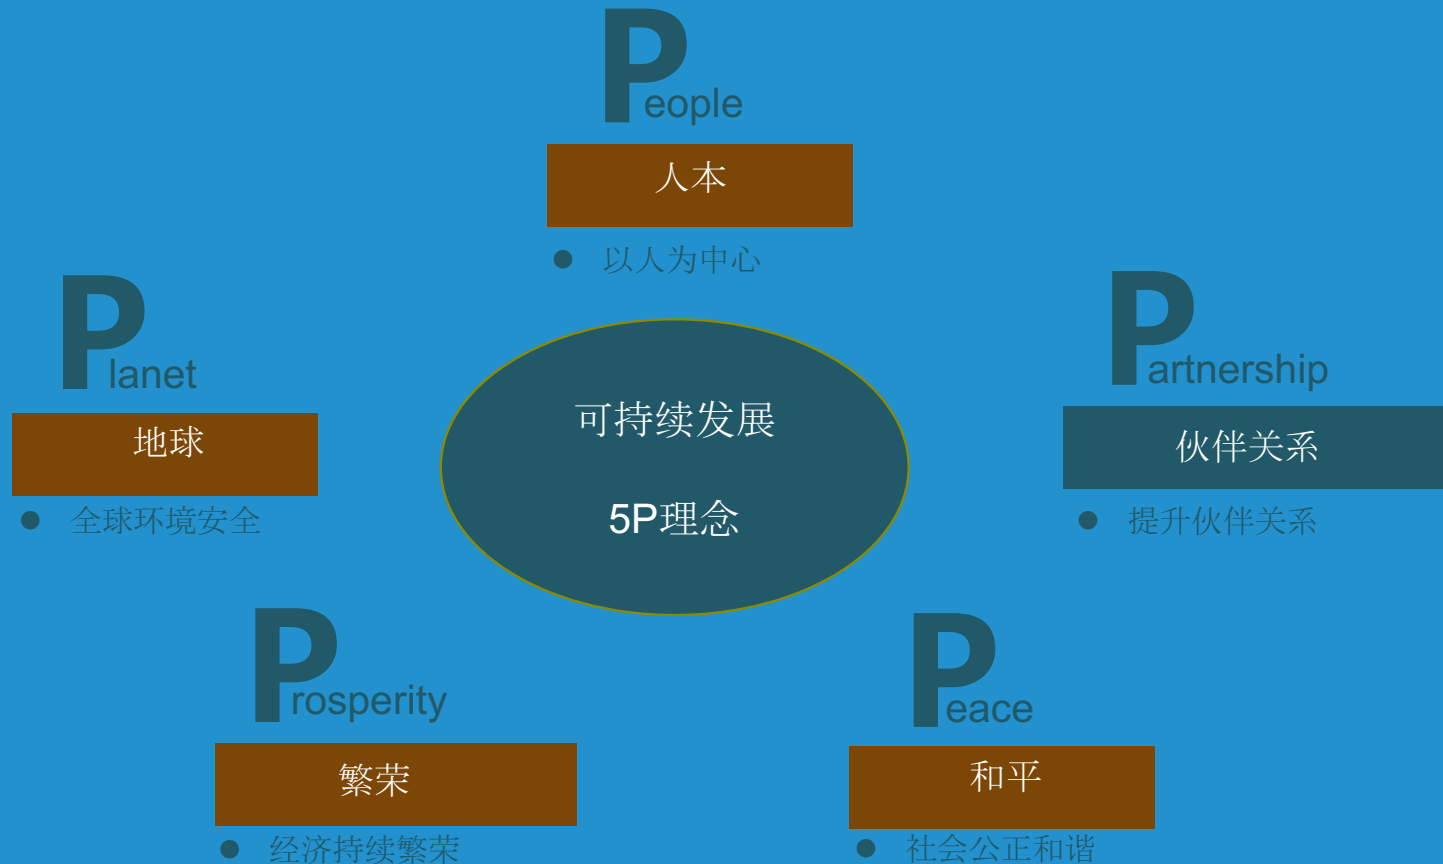 People
人本
● 以人为中心
Planet
地球
● 全球环境安全
可持续发展
5P理念
Partnership
伙伴关系
● 提升伙伴关系
Prosperity
繁荣
● 经济持续繁荣
Peace
和平
● 社会公正和谐